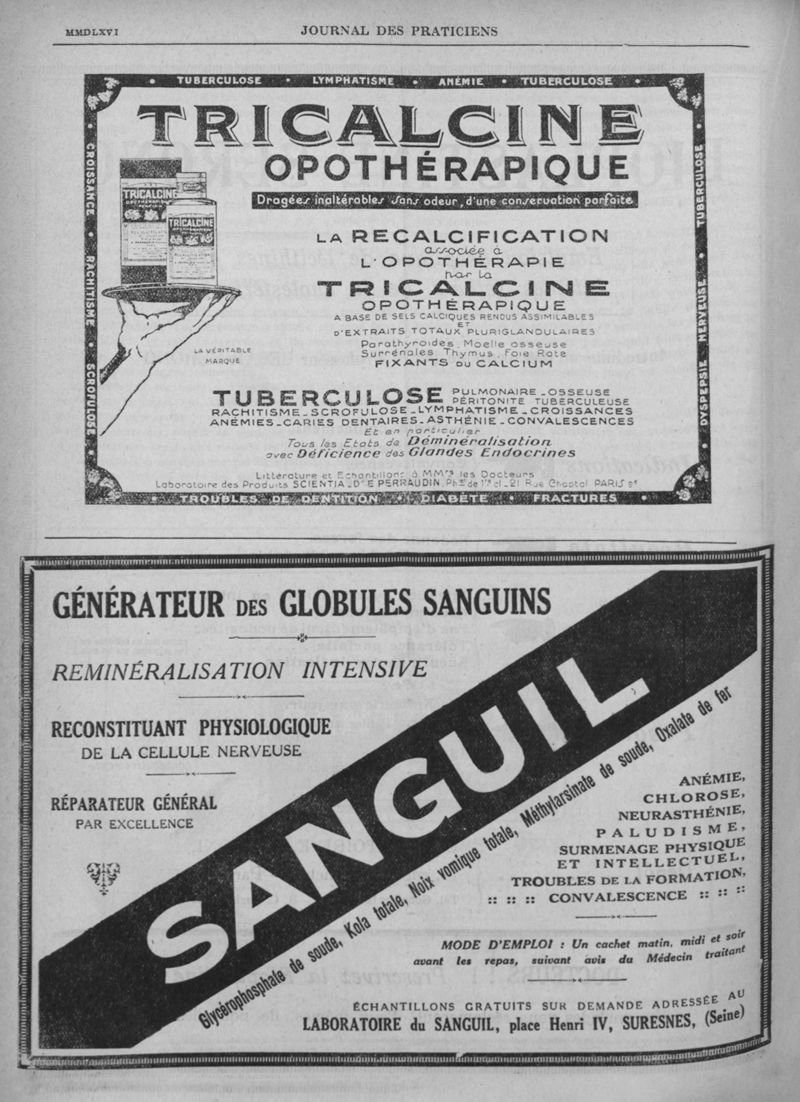 MMDLXVI
JOURNAL DES PRATICIENS
• TUBERCULOSE • LYMPHATISME • ANÉMIE • TUBERCULOSE •
CROISSANCE • RACHITISME • SCROFULOSE
TRICALCINE
OPOTHÉRAPIQUE
Dragées inaltérables sans odeur, d'une conservation parfaite
TRICALCINE
TRICALCINE
LA RECALCIFICATION
associée à
L'OPOTHÉRAPIE
par la
TRICALCINE
OPOTHÉRAPIQUE
A BASE DE SELS CALCIQUES RENDUS ASSIMILABLES
ET
D'EXTRAITS TOTAUX PLURIGLANDULAIRES
Parathyroïdes, Moelle osseuse
Surrénales Thymus, Foie Rate
FIXANTS DU CALCIUM
LA VÉRITABLE
MARQUE
TUBERCULOSE PULMONAIRE _ OSSEUSE
PÉRITONITE TUBERCULEUSE
RACHITISME _ SCROFULOSE _ LYMPHATISME _ CROISSANCES
ANÉMIES _ CARIES DENTAIRES _ ASTHÉNIE _ CONVALESCENCES
Et en particulier
Tous les Etats de Déminéralisation
avec Déficience des Glandes Endocrines
Littérature et Echantillons à MMrs les Docteurs
Laboratoire des Produits SCIENTIA _ Dr E PERRAUDIN, Phen de 1re cl _ 21 Rue Chaptal PARIS 9e
TUBERCULOSE • DYSPEPSIE NERVEUSE •
TROUBLES DE DENTITION • DIABÈTE • FRACTURES •
GÉNÉRATEUR DES GLOBULES SANGUINS
REMINÉRALISATION INTENSIVE
RECONSTITUANT PHYSIOLOGIQUE
DE LA CELLULE NERVEUSE
RÉPARATEUR GÉNÉRAL
PAR EXCELLENCE
SANGUIL
Glycérophosphate de soude, Kola totale, Noix vomique totale, Méthylarsinate de soude, Oxalate de fer
ANÉMIE,
CHLOROSE,
NEURASTHÉNIE,
PALUDISME,
SURMENAGE PHYSIQUE
ET INTELLECTUEL,
TROUBLES DE LA FORMATION,
:: :: :: CONVALESCENCE :: :: ::
MODE D'EMPLOI : Un cachet matin, midi et soir
avant les repas, suivant avis du Médecin traitant
ÉCHANTILLONS GRATUITS SUR DEMANDE ADRESSÉE AU
LABORATOIRE du SANGUIL, place Henri IV, SURESNES, (Seine)